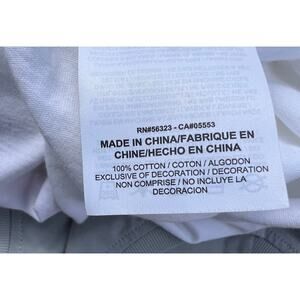 RN#56323 - CA#05553
MADE IN CHINA/FABRIQUE EN
CHINE/HECHO EN CHINA
100% COTTON / COTON / ALGODON
EXCLUSIVE OF DECORATION / DECORATION
NON COMPRISE / NO INCLUYE LA
DECORACION